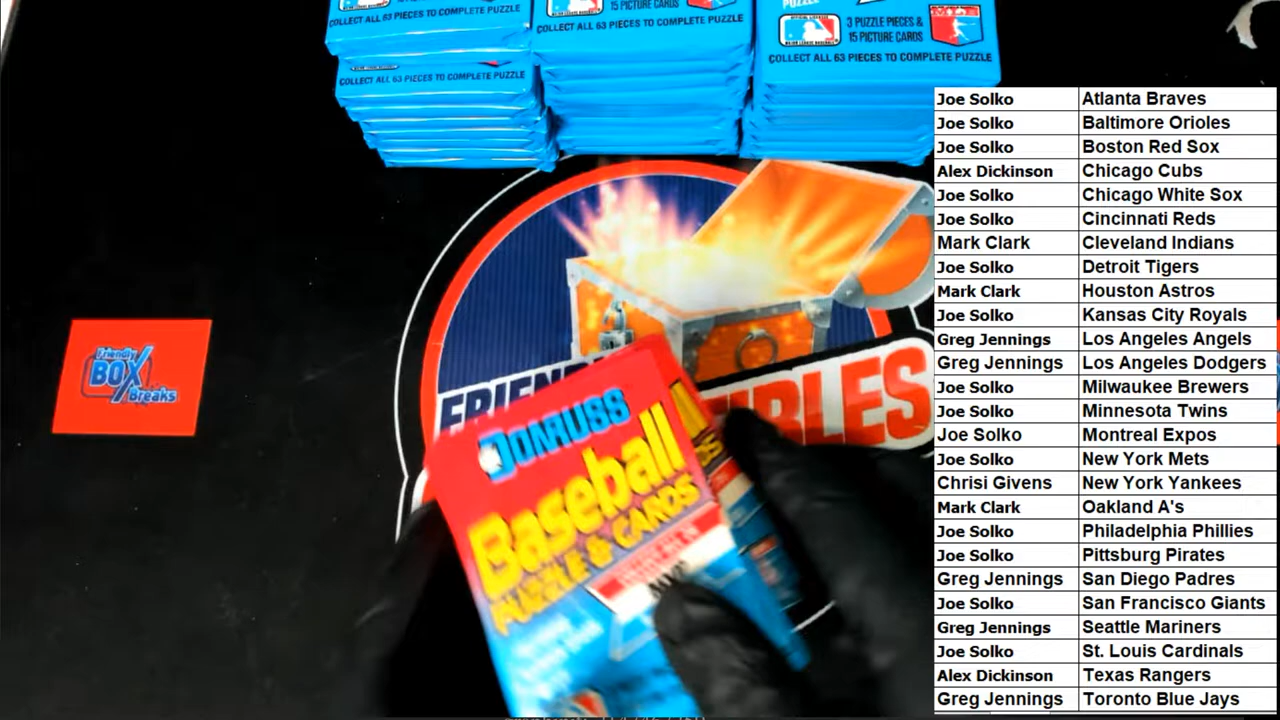 COLLECT ALL 63 PIECES TO COMPLETE PUZZLE
15 PICTURE CARDS
COLLECT ALL 63 PIECES TO COMPLETE PUZZLE
PUZZLE
3 PUZZLE PIECES &
15 PICTURE CARDS
COLLECT ALL 63 PIECES TO COMPLETE PUZZLE
COLLECT ALL 63 PIECES TO COMPLETE PUZZLE
Friendly
BOX
Breaks
FRIEN
IBLES
DONRUSS
Baseball
PUZZLE & CARDS
Joe Solko Atlanta Braves
Joe Solko Baltimore Orioles
Joe Solko Boston Red Sox
Alex Dickinson Chicago Cubs
Joe Solko Chicago White Sox
Joe Solko Cincinnati Reds
Mark Clark Cleveland Indians
Joe Solko Detroit Tigers
Mark Clark Houston Astros
Joe Solko Kansas City Royals
Greg Jennings Los Angeles Angels
Greg Jennings Los Angeles Dodgers
Joe Solko Milwaukee Brewers
Joe Solko Minnesota Twins
Joe Solko Montreal Expos
Joe Solko New York Mets
Chrisi Givens New York Yankees
Mark Clark Oakland A's
Joe Solko Philadelphia Phillies
Joe Solko Pittsburg Pirates
Greg Jennings San Diego Padres
Joe Solko San Francisco Giants
Greg Jennings Seattle Mariners
Joe Solko St. Louis Cardinals
Alex Dickinson Texas Rangers
Greg Jennings Toronto Blue Jays